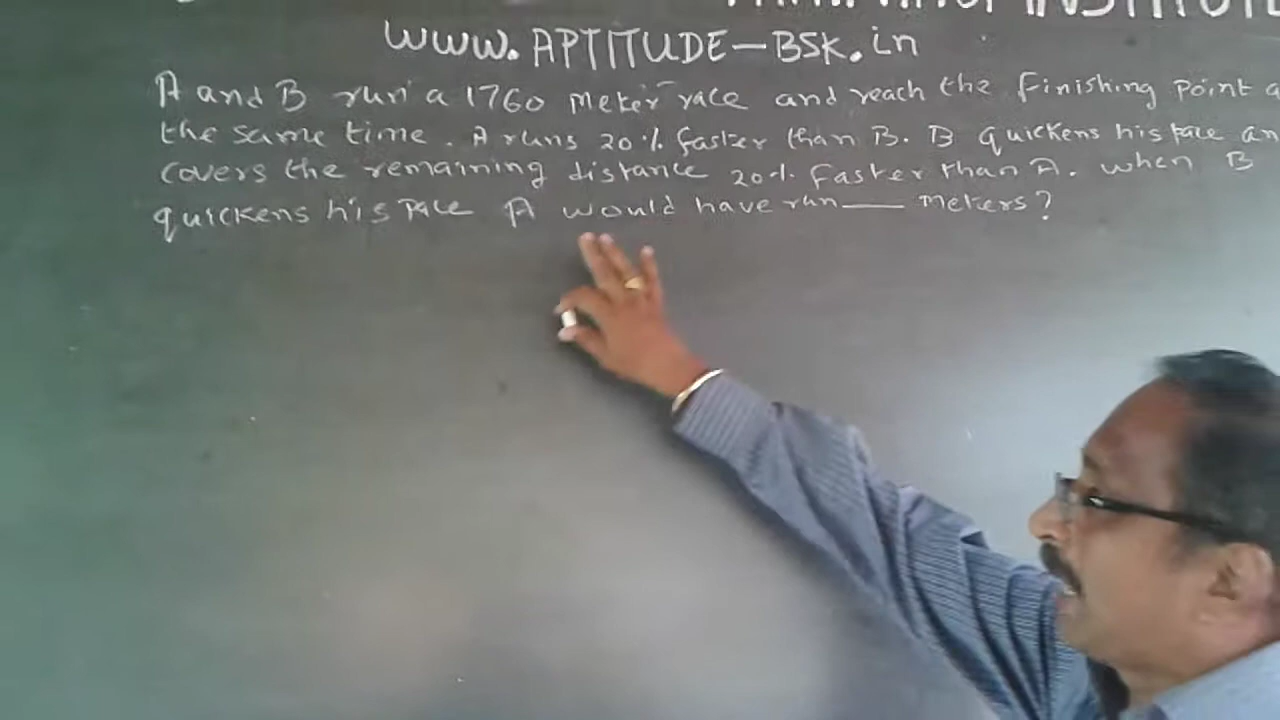 INSTITUTE
WWW.APTITUDE-BSK.in
A and B run a 1760 Meter race and reach the finishing point a
the same time. A runs 20% faster than B. B quickens his pace an
covers the remaining distance 20% faster than A. when B
quickens his pace A would have run ___ meters?